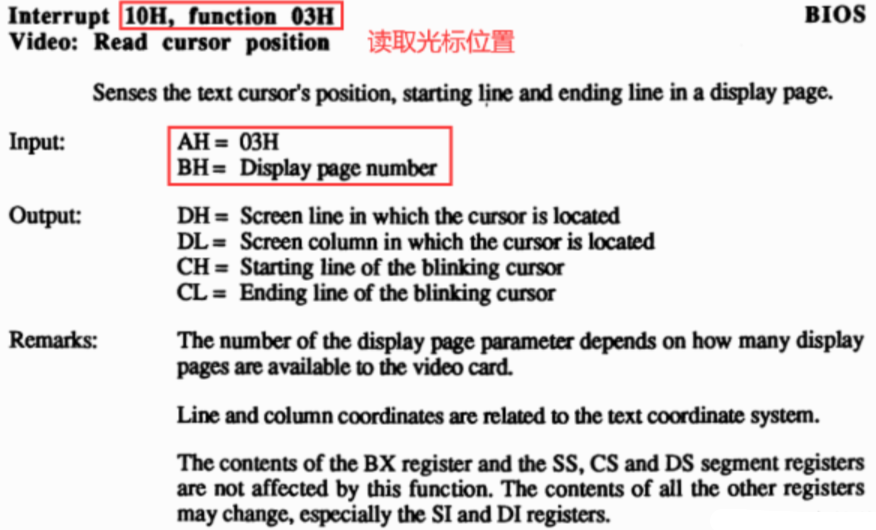 Interrupt 10H, function 03H BIOS
Video: Read cursor position 读取光标位置
Senses the text cursor's position, starting line and ending line in a display page.
Input: AH = 03H
BH = Display page number
Output: DH = Screen line in which the cursor is located
DL = Screen column in which the cursor is located
CH = Starting line of the blinking cursor
CL = Ending line of the blinking cursor
Remarks: The number of the display page parameter depends on how many display
pages are available to the video card.
Line and column coordinates are related to the text coordinate system.
The contents of the BX register and the SS, CS and DS segment registers
are not affected by this function. The contents of all the other registers
may change, especially the SI and DI registers.